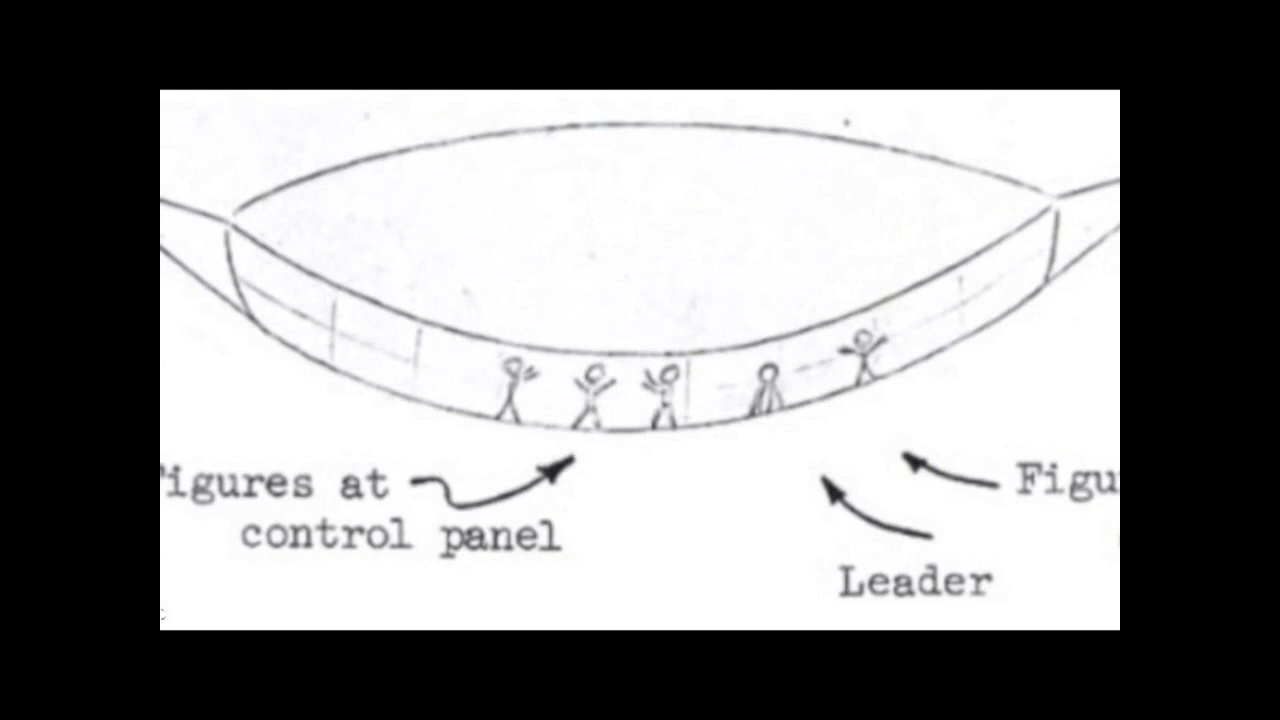 igures at
control panel
Figu
Leader